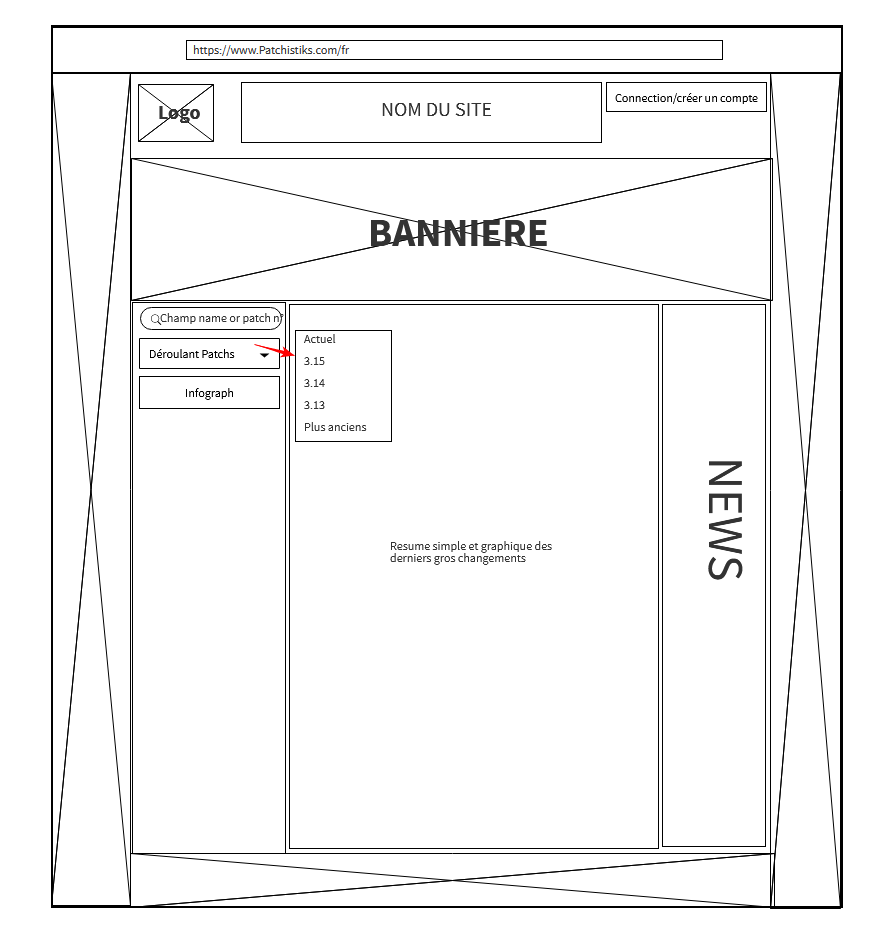 https://www.Patchistiks.com/fr
Logo
NOM DU SITE
Connection/créer un compte
BANNIERE
Champ name or patch n°
Déroulant Patchs
Infograph
Actuel
3.15
3.14
3.13
Plus anciens
Resume simple et graphique des
derniers gros changements
NEWS